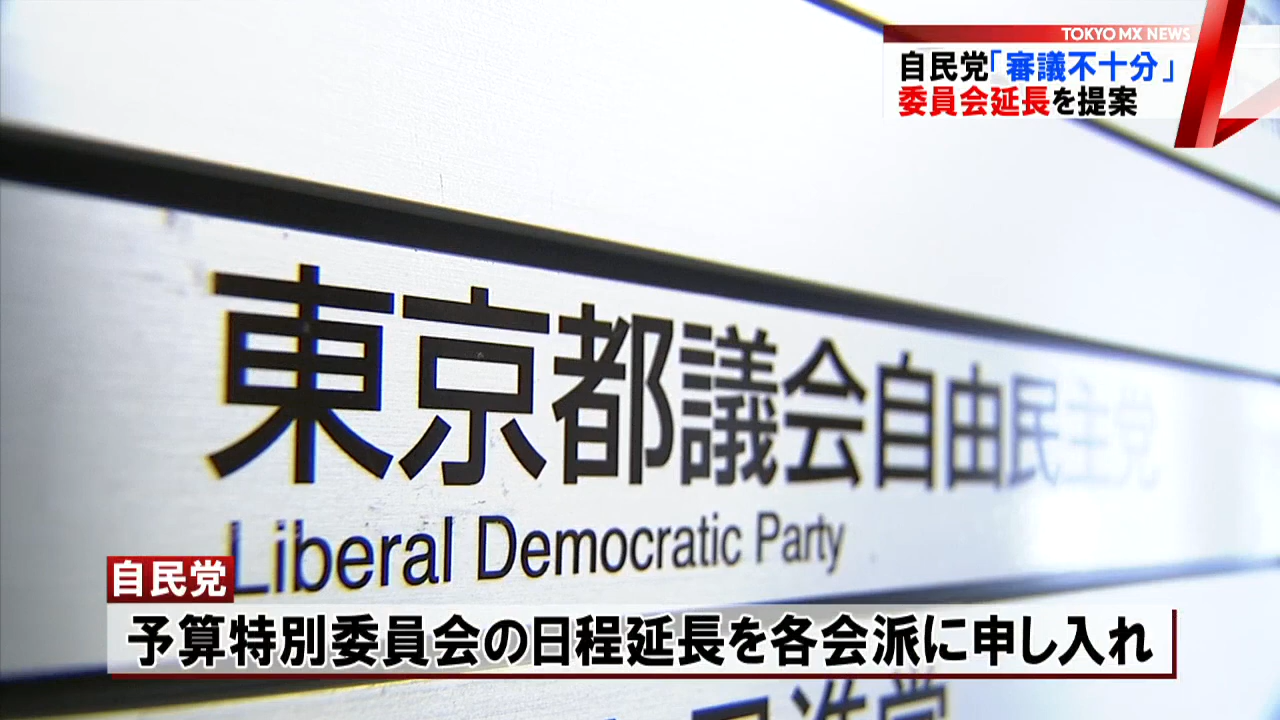 TOKYO MX NEWS
自民党「審議不十分」
委員会延長を提案
東京都議会自由民主党
Liberal Democratic Party
自民党
予算特別委員会の日程延長を各会派に申し入れ